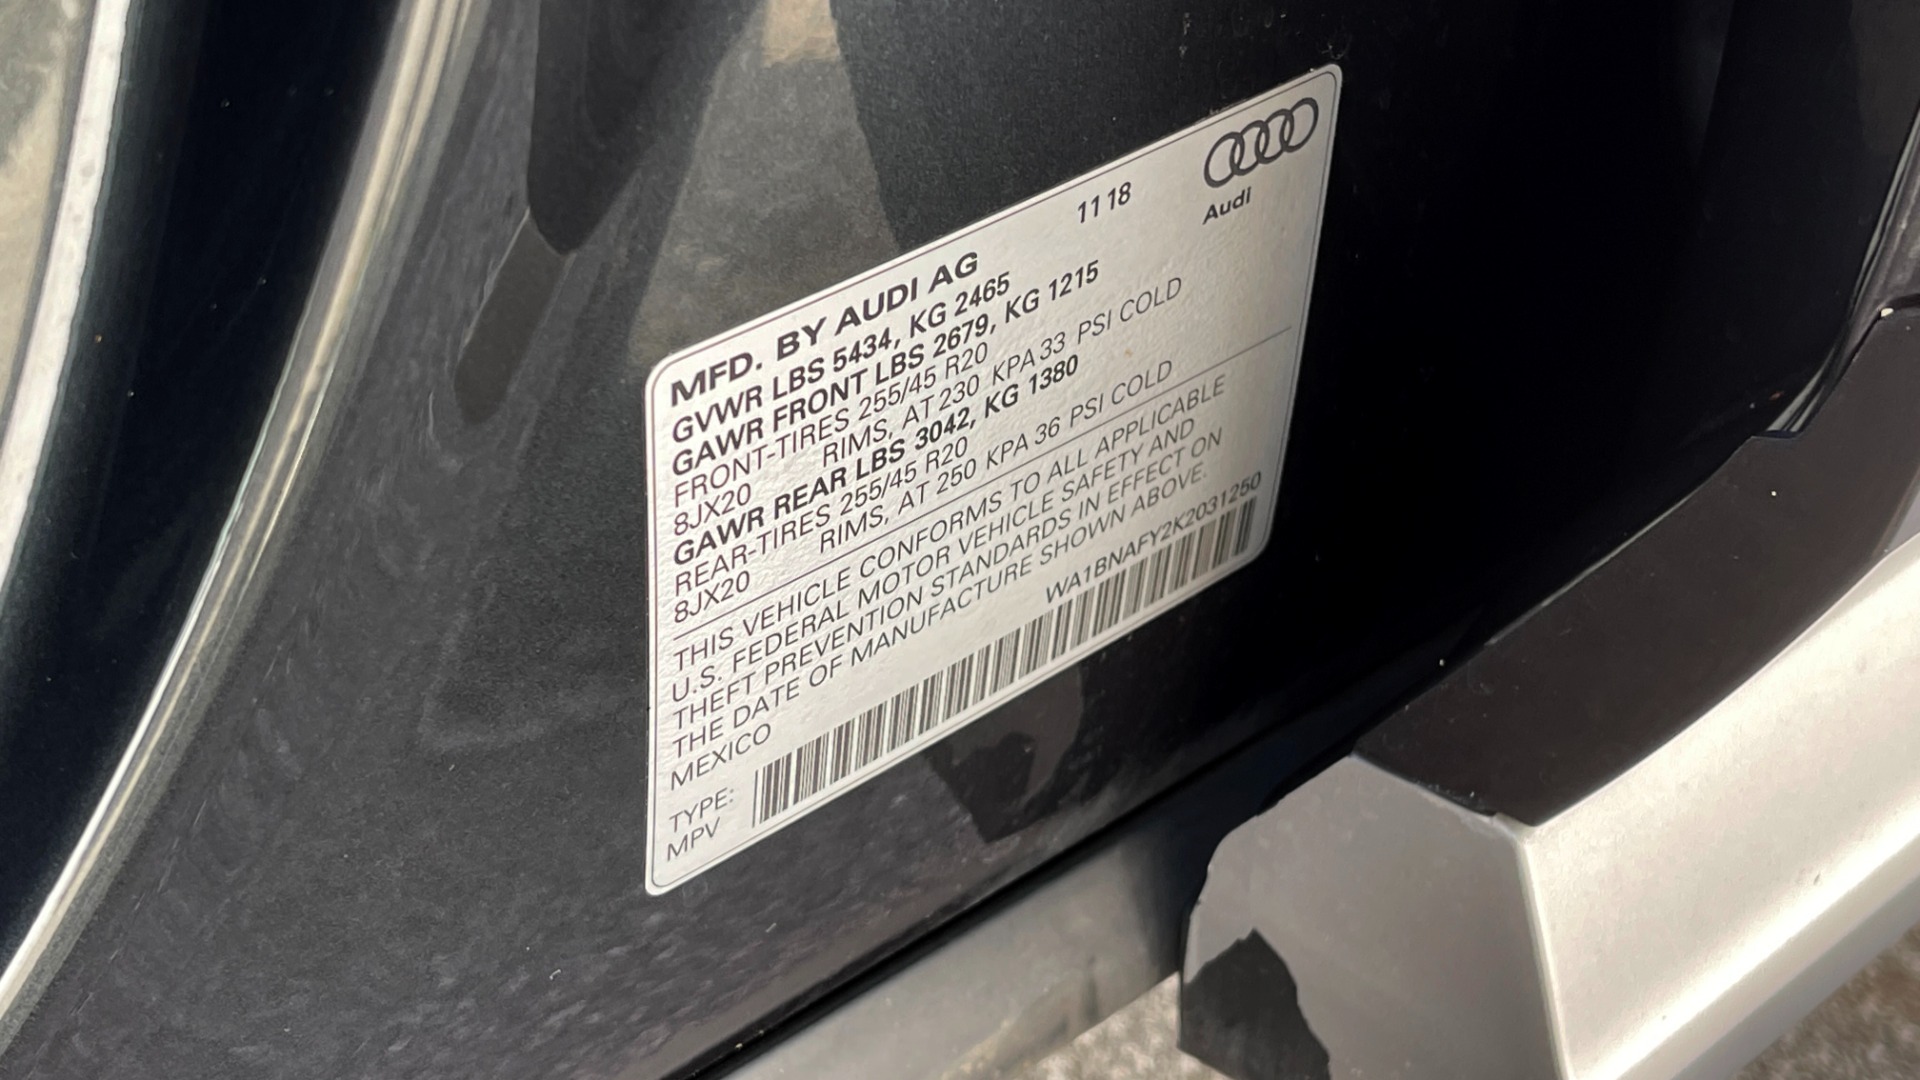 11 18
Audi
MFD. BY AUDI AG
GVWR LBS 5434, KG 2465
GAWR FRONT LBS 2679, KG 1215
FRONT-TIRES 255/45 R20
8JX20 RIMS, AT 230 KPA 33 PSI COLD
GAWR REAR LBS 3042, KG 1380
REAR-TIRES 255/45 R20
8JX20 RIMS, AT 250 KPA 36 PSI COLD
THIS VEHICLE CONFORMS TO ALL APPLICABLE
U.S. FEDERAL MOTOR VEHICLE SAFETY AND
THEFT PREVENTION STANDARDS IN EFFECT ON
THE DATE OF MANUFACTURE SHOWN ABOVE.
MEXICO WA1BNAFY2K2031250
TYPE:
MPV